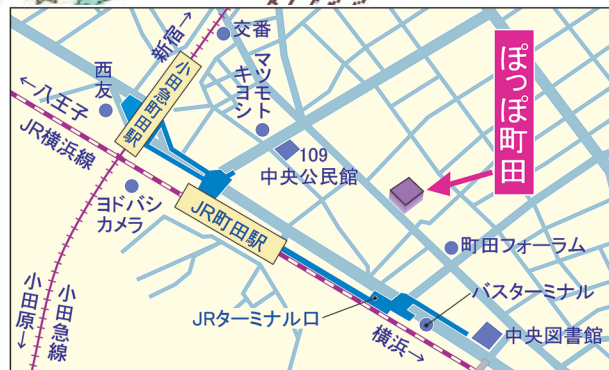 新宿→
交番
マツモト
キヨシ
西友
小田急町田駅
←八王子
JR横浜線
109
中央公民館
ぽっぽ町田
ヨドバシ
カメラ
JR町田駅
町田フォーラム
バスターミナル
JRターミナル口
横浜→
中央図書館
小田急線
小田原→